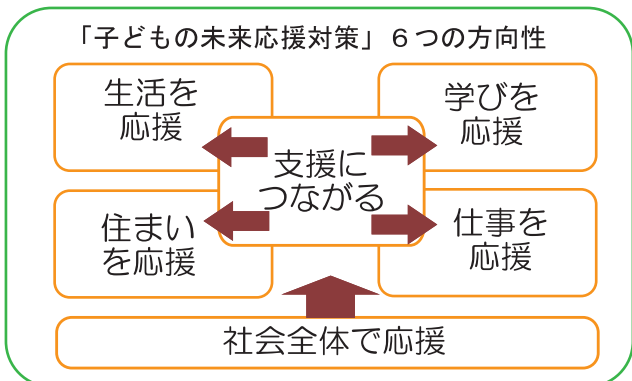 「子どもの未来応援対策」６つの方向性
生活を
応援
学びを
応援
支援に
つながる
住まい
を応援
仕事を
応援
社会全体で応援